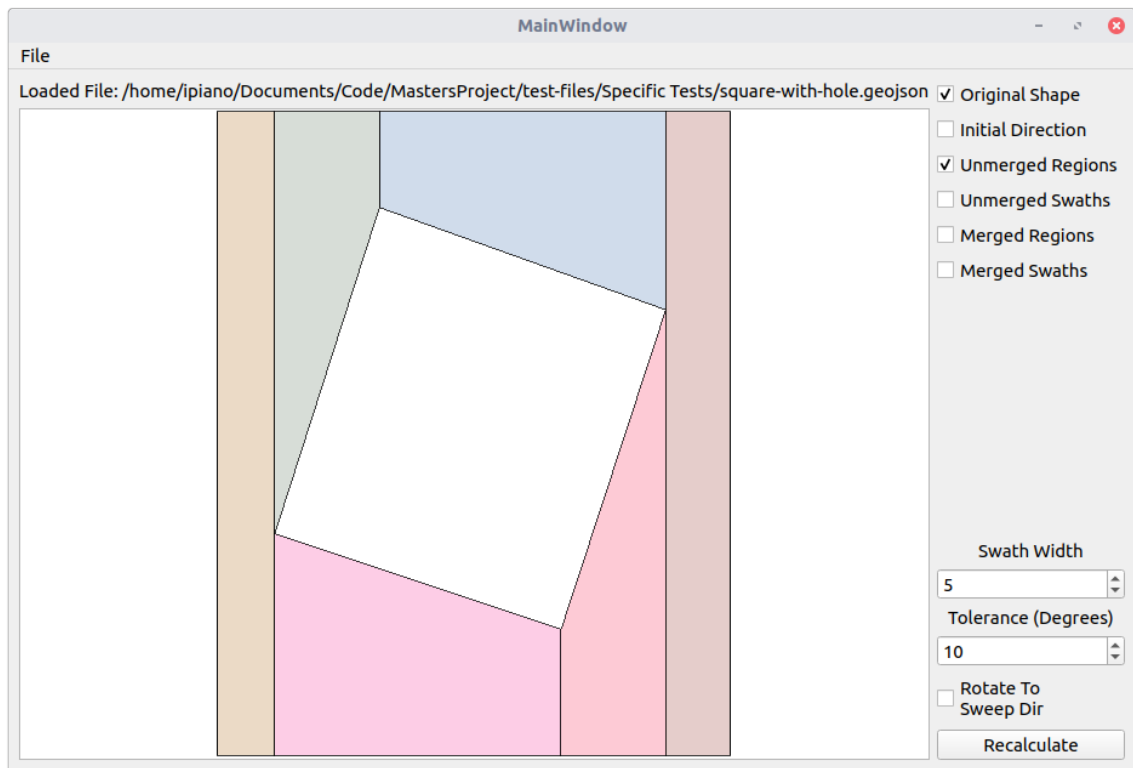 MainWindow
File
Loaded File: /home/ipiano/Documents/Code/MastersProject/test-files/Specific Tests/square-with-hole.geojson
Original Shape
Initial Direction
Unmerged Regions
Unmerged Swaths
Merged Regions
Merged Swaths
Swath Width
5
Tolerance (Degrees)
10
Rotate To
Sweep Dir
Recalculate